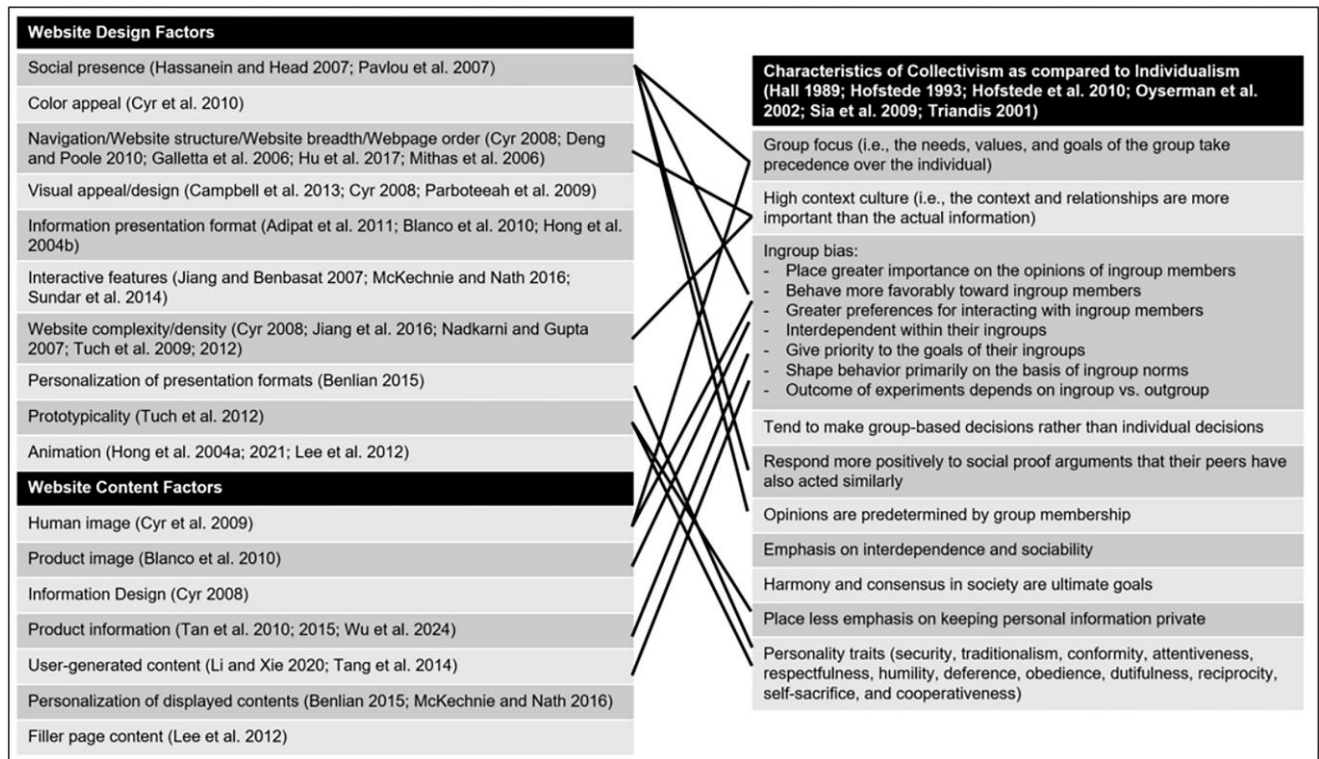 Website Design Factors
Social presence (Hassanein and Head 2007; Pavlou et al. 2007)
Color appeal (Cyr et al. 2010)
Navigation/Website structure/Website breadth/Webpage order (Cyr 2008; Deng
and Poole 2010; Galletta et al. 2006; Hu et al. 2017; Mithas et al. 2006)
Visual appeal/design (Campbell et al. 2013; Cyr 2008; Parboteeah et al. 2009)
Information presentation format (Adipat et al. 2011; Blanco et al. 2010; Hong et al.
2004b)
Interactive features (Jiang and Benbasat 2007; McKechnie and Nath 2016;
Sundar et al. 2014)
Website complexity/density (Cyr 2008; Jiang et al. 2016; Nadkarni and Gupta
2007; Tuch et al. 2009; 2012)
Personalization of presentation formats (Benlian 2015)
Prototypicality (Tuch et al. 2012)
Animation (Hong et al. 2004a; 2021; Lee et al. 2012)
Website Content Factors
Human image (Cyr et al. 2009)
Product image (Blanco et al. 2010)
Information Design (Cyr 2008)
Product information (Tan et al. 2010; 2015; Wu et al. 2024)
User-generated content (Li and Xie 2020; Tang et al. 2014)
Personalization of displayed contents (Benlian 2015; McKechnie and Nath 2016)
Filler page content (Lee et al. 2012)
Characteristics of Collectivism as compared to Individualism
(Hall 1989; Hofstede 1993; Hofstede et al. 2010; Oyserman et al.
2002; Sia et al. 2009; Triandis 2001)
Group focus (i.e., the needs, values, and goals of the group take
precedence over the individual)
High context culture (i.e., the context and relationships are more
important than the actual information)
Ingroup bias:
- Place greater importance on the opinions of ingroup members
- Behave more favorably toward ingroup members
- Greater preferences for interacting with ingroup members
- Interdependent within their ingroups
- Give priority to the goals of their ingroups
- Shape behavior primarily on the basis of ingroup norms
- Outcome of experiments depends on ingroup vs. outgroup
Tend to make group-based decisions rather than individual decisions
Respond more positively to social proof arguments that their peers have
also acted similarly
Opinions are predetermined by group membership
Emphasis on interdependence and sociability
Harmony and consensus in society are ultimate goals
Place less emphasis on keeping personal information private
Personality traits (security, traditionalism, conformity, attentiveness,
respectfulness, humility, deference, obedience, dutifulness, reciprocity,
self-sacrifice, and cooperativeness)